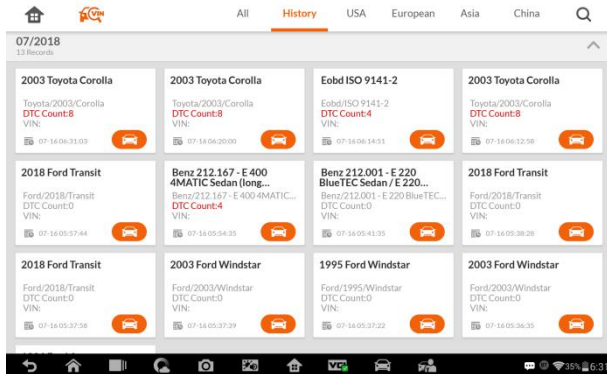 VIN
All History USA European Asia China
07/2018
13 Records
2003 Toyota Corolla
Toyota/2003/Corolla
DTC Count:8
VIN:
07-16 06:31:03
2003 Toyota Corolla
Toyota/2003/Corolla
DTC Count:8
VIN:
07-16 06:20:00
Eobd ISO 9141-2
Eobd/ISO 9141-2
DTC Count:4
VIN:
07-16 06:14:51
2003 Toyota Corolla
Toyota/2003/Corolla
DTC Count:8
VIN:
07-16 06:12:58
2018 Ford Transit
Ford/2018/Transit
DTC Count:0
VIN:
07-16 05:57:44
Benz 212.167 - E 400
4MATIC Sedan (long...
Benz/212.167 - E 400 4MATIC...
DTC Count:4
VIN:
07-16 05:54:35
Benz 212.001 - E 220
BlueTEC Sedan / E 220...
Benz/212.001 - E 220 BlueTEC...
DTC Count:0
VIN:
07-16 05:41:35
2018 Ford Transit
Ford/2018/Transit
DTC Count:0
VIN:
07-16 05:38:28
2018 Ford Transit
Ford/2018/Transit
DTC Count:0
VIN:
07-16 05:37:58
2003 Ford Windstar
Ford/2003/Windstar
DTC Count:0
VIN:
07-16 05:37:39
1995 Ford Windstar
Ford/1995/Windstar
DTC Count:0
VIN:
07-16 05:37:22
2003 Ford Windstar
Ford/2003/Windstar
DTC Count:0
VIN:
07-16 05:36:35
35% 6:31